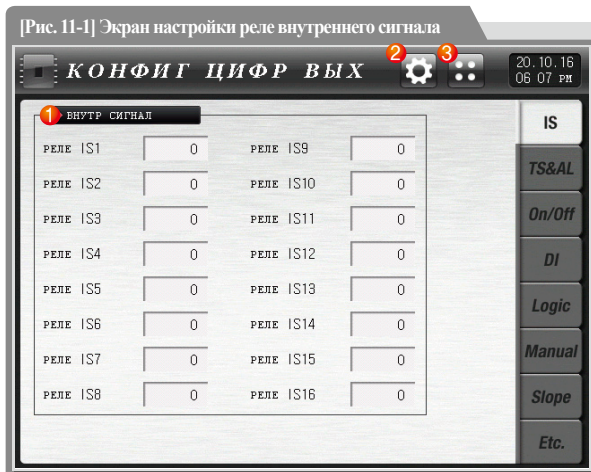 [Рис. 11-1] Экран настройки реле внутреннего сигнала
КОНФИГ ЦИФР ВЫХ
2
3
20.10.16
06 07 PM
1 ВНУТР СИГНАЛ
РЕЛЕ IS1 0 РЕЛЕ IS9 0
РЕЛЕ IS2 0 РЕЛЕ IS10 0
РЕЛЕ IS3 0 РЕЛЕ IS11 0
РЕЛЕ IS4 0 РЕЛЕ IS12 0
РЕЛЕ IS5 0 РЕЛЕ IS13 0
РЕЛЕ IS6 0 РЕЛЕ IS14 0
РЕЛЕ IS7 0 РЕЛЕ IS15 0
РЕЛЕ IS8 0 РЕЛЕ IS16 0
IS
TS&AL
On/Off
DI
Logic
Manual
Slope
Etc.